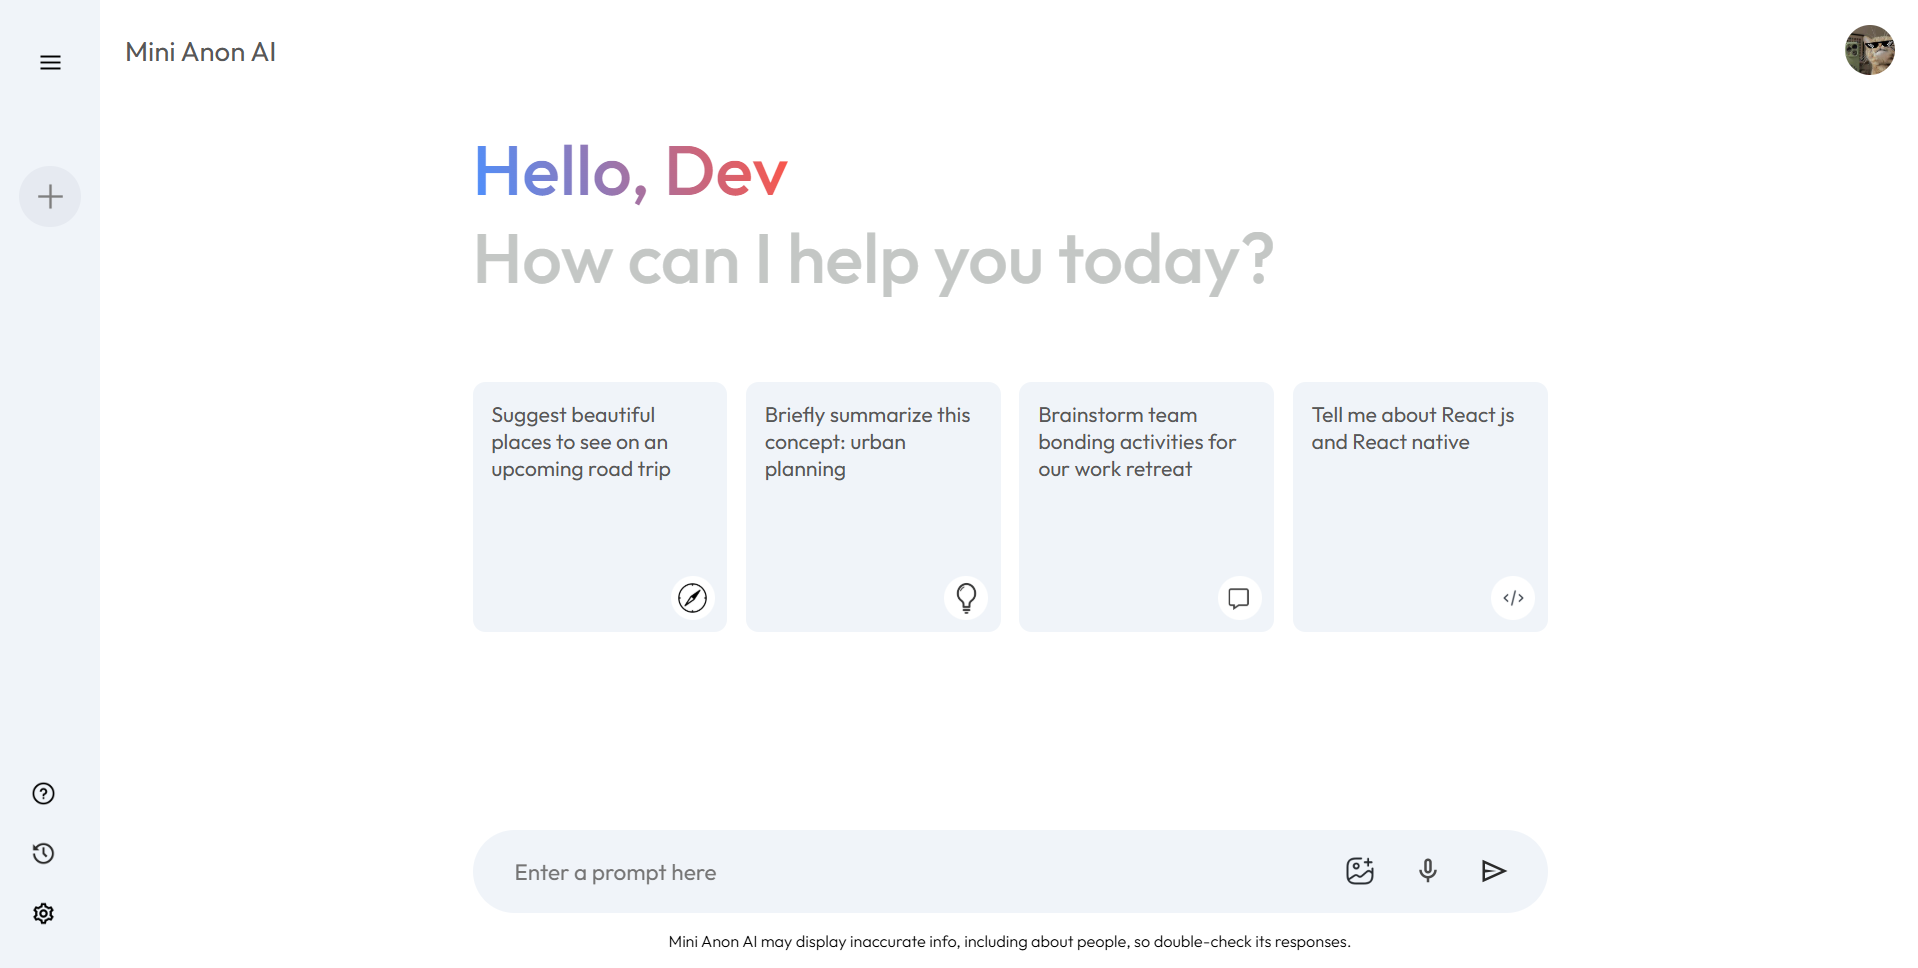 Mini Anon AI
Hello, Dev
How can I help you today?
Suggest beautiful
places to see on an
upcoming road trip
Briefly summarize this
concept: urban
planning
Brainstorm team
bonding activities for
our work retreat
Tell me about React js
and React native
Enter a prompt here
Mini Anon AI may display inaccurate info, including about people, so double-check its responses.